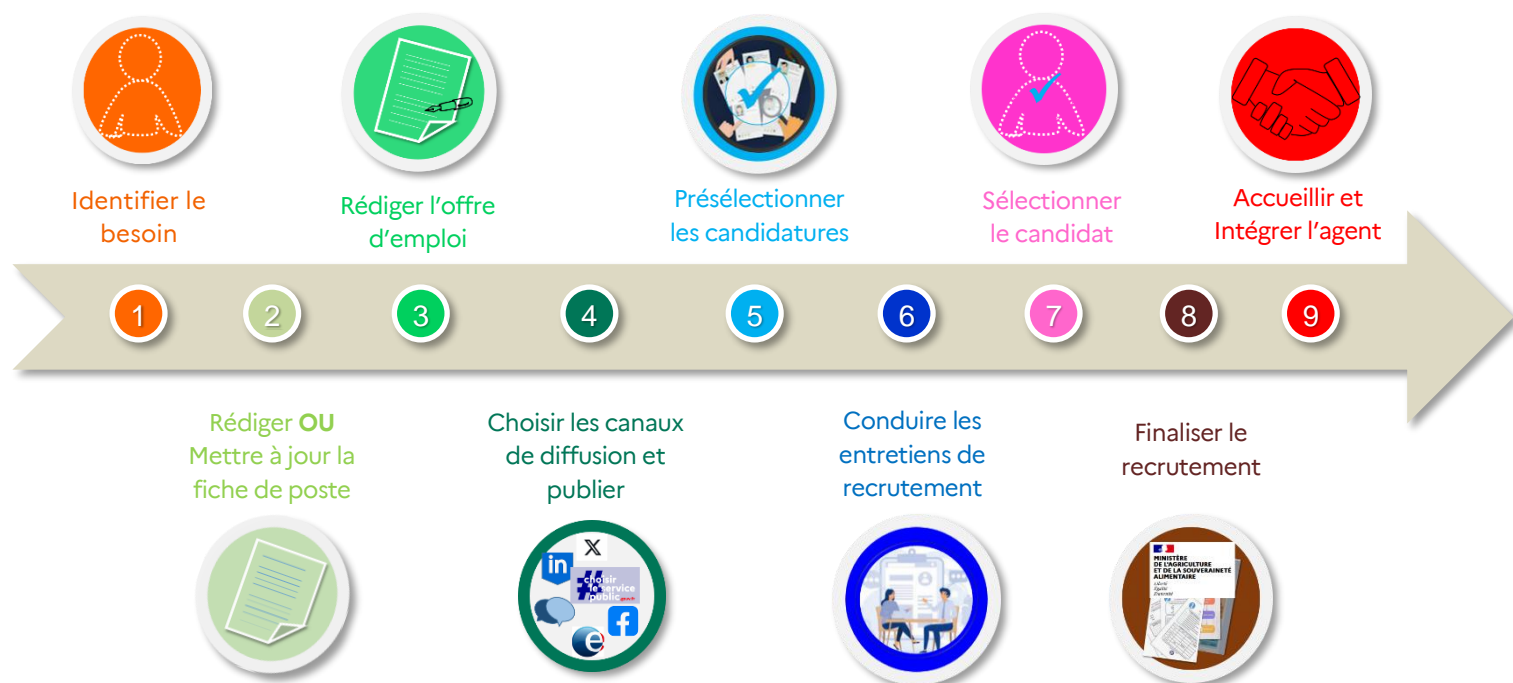 Identifier le
besoin
Rédiger l'offre
d'emploi
Présélectionner
les candidatures
Sélectionner
le candidat
Accueillir et
Intégrer l'agent
1
2
3
4
5
6
7
8
9
Rédiger OU
Mettre à jour la
fiche de poste
Choisir les canaux
de diffusion et
publier
Conduire les
entretiens de
recrutement
Finaliser le
recrutement
X
in
#choisir
le service
public
f
e
MINISTÈRE
DE L'AGRICULTURE
ET DE LA SOUVERAINETÉ
ALIMENTAIRE
Liberté
Égalité
Fraternité